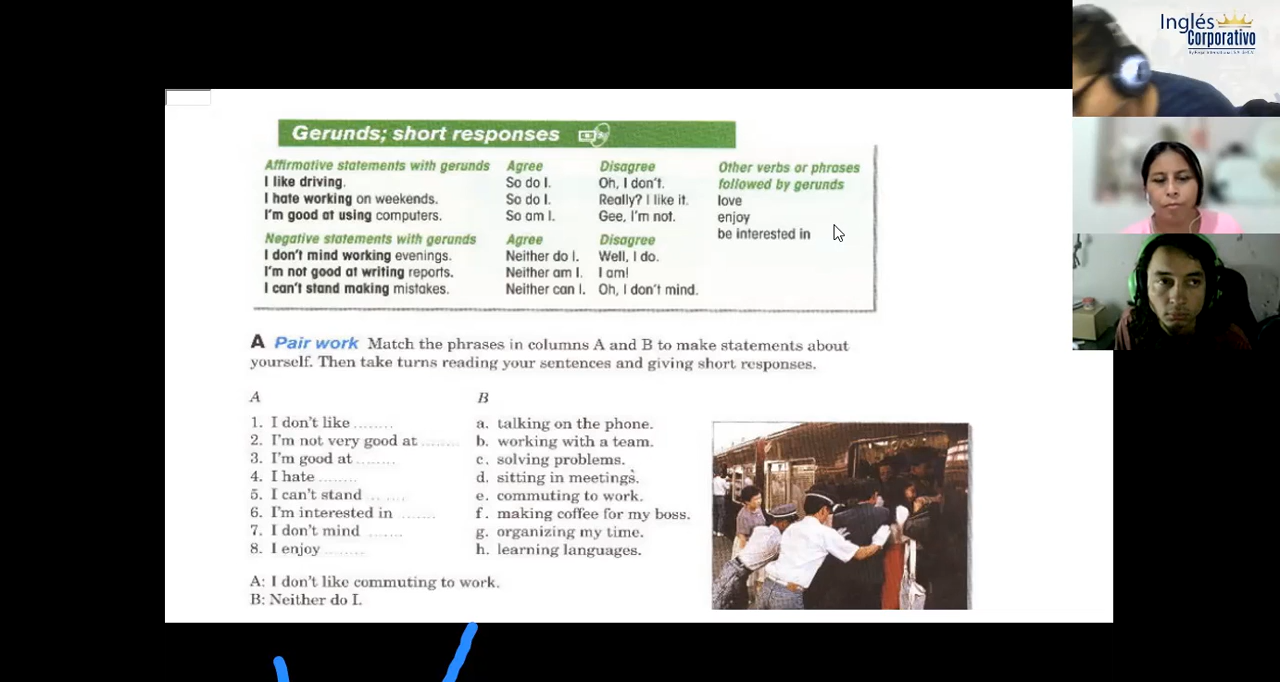 Inglés
Corporativo
Gerunds; short responses
Affirmative statements with gerunds Agree Disagree Other verbs or phrases
followed by gerunds
I like driving. So do I. Oh, I don't. love
I hate working on weekends. So do I. Really? I like it. enjoy
I'm good at using computers. So am I. Gee, I'm not. be interested in
Negative statements with gerunds Agree Disagree
I don't mind working evenings. Neither do I. Well, I do.
I'm not good at writing reports. Neither am I. I am!
I can't stand making mistakes. Neither can I. Oh, I don't mind.
A Pair work Match the phrases in columns A and B to make statements about
yourself. Then take turns reading your sentences and giving short responses.
A B
1. I don't like ........ a. talking on the phone.
2. I'm not very good at ........ b. working with a team.
3. I'm good at ........ c. solving problems.
4. I hate ........ d. sitting in meetings.
5. I can't stand ........ e. commuting to work.
6. I'm interested in ........ f. making coffee for my boss.
7. I don't mind ........ g. organizing my time.
8. I enjoy ........ h. learning languages.
A: I don't like commuting to work.
B: Neither do I.